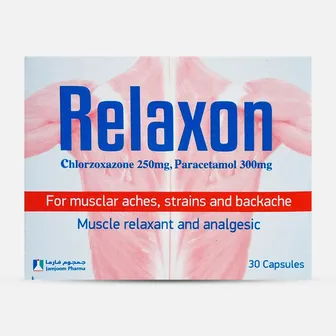 Relaxon
Chlorzoxazone 250mg, Paracetamol 300mg
For musclar aches, strains and backache
Muscle relaxant and analgesic
جمجوم فارما
Jamjoom Pharma
30 Capsules